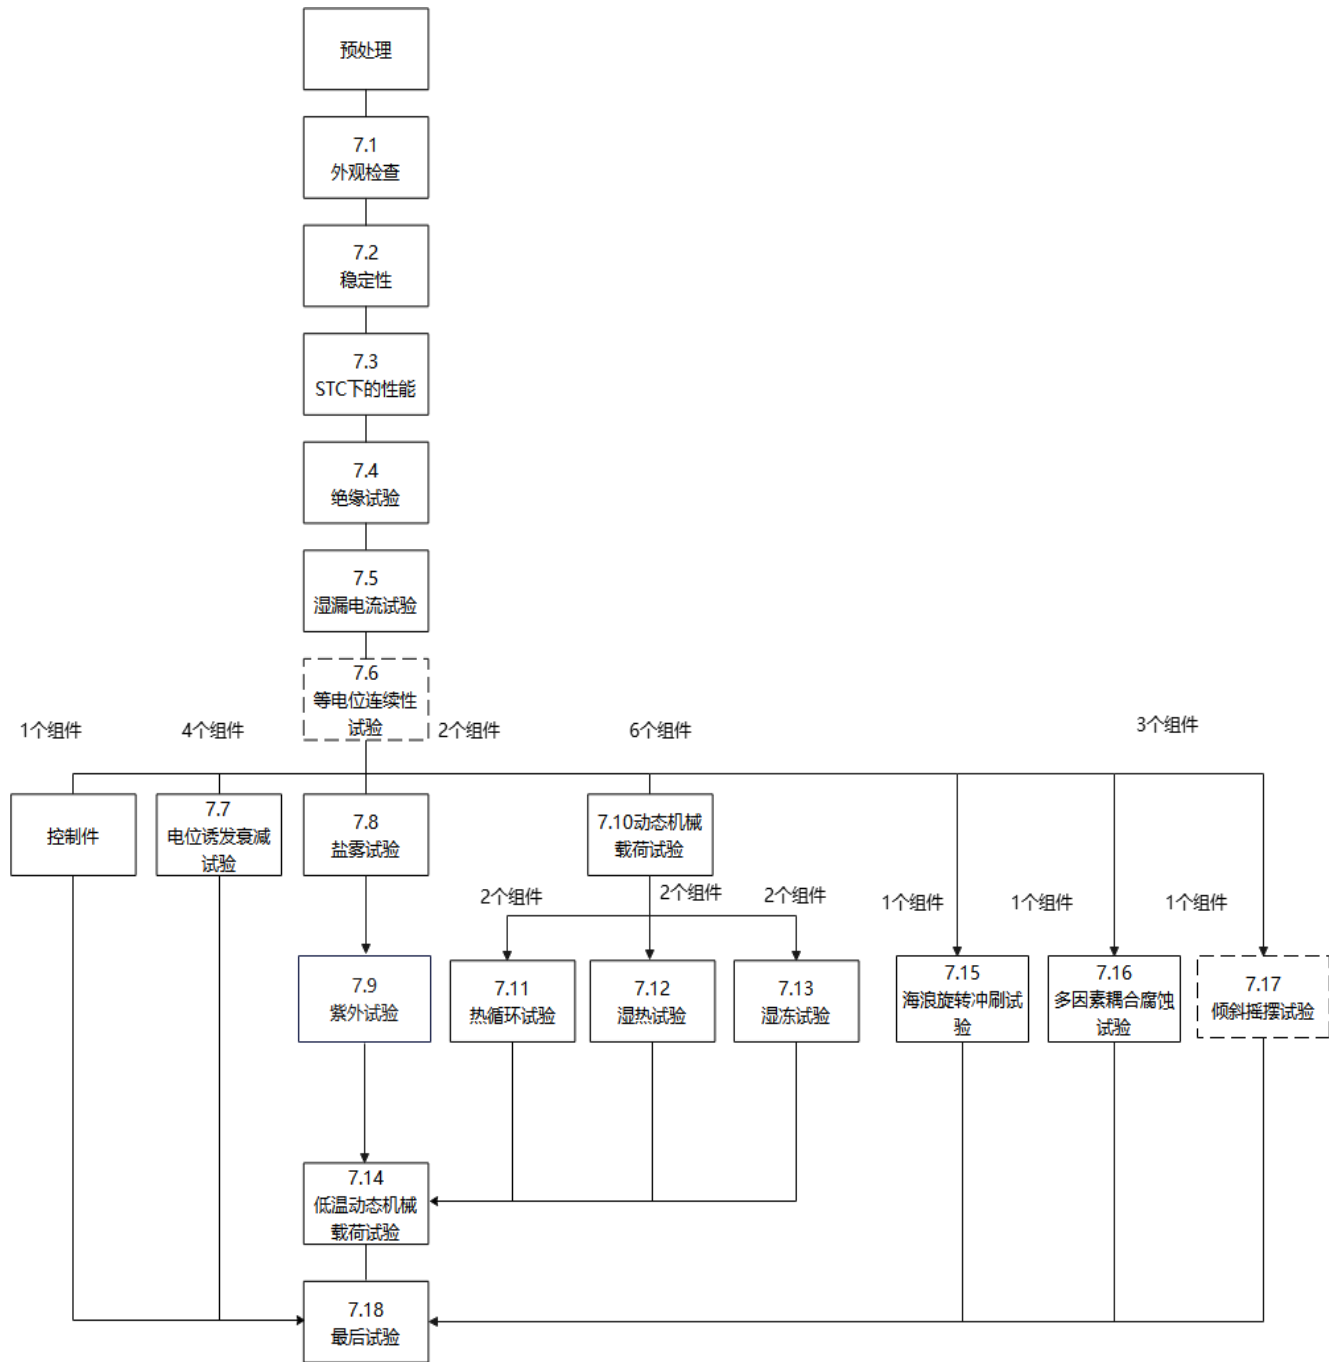 预处理
7.1
外观检查
7.2
稳定性
7.3
STC下的性能
7.4
绝缘试验
7.5
湿漏电流试验
7.6
等电位连续性
试验
1个组件
4个组件
2个组件
6个组件
3个组件
控制件
7.7
电位诱发衰减
试验
7.8
盐雾试验
7.10动态机械
载荷试验
2个组件
2个组件
2个组件
1个组件
1个组件
1个组件
7.9
紫外试验
7.11
热循环试验
7.12
湿热试验
7.13
湿冻试验
7.15
海浪旋转冲刷试
验
7.16
多因素耦合腐蚀
试验
7.17
倾斜摇摆试验
7.14
低温动态机械
载荷试验
7.18
最后试验